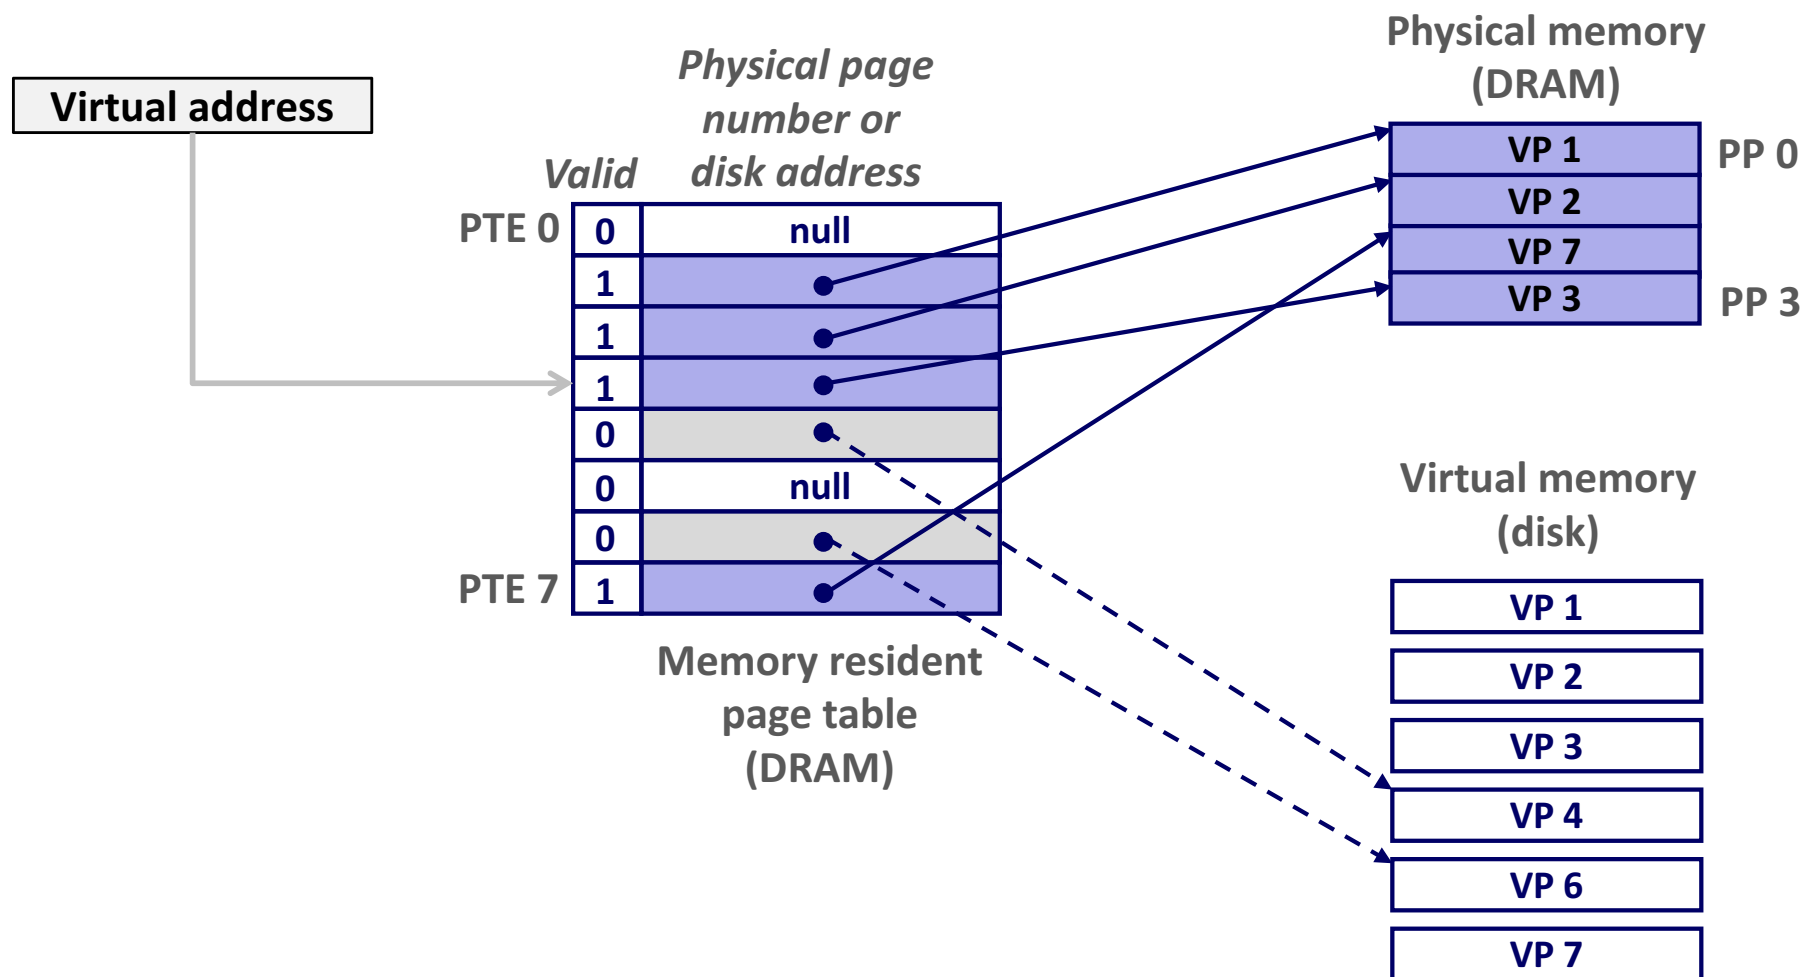 Virtual address
Physical page
number or
disk address
Valid
PTE 0
0
null
1
1
1
0
0
null
0
PTE 7
1
Memory resident
page table
(DRAM)
Physical memory
(DRAM)
VP 1
PP 0
VP 2
VP 7
VP 3
PP 3
Virtual memory
(disk)
VP 1
VP 2
VP 3
VP 4
VP 6
VP 7